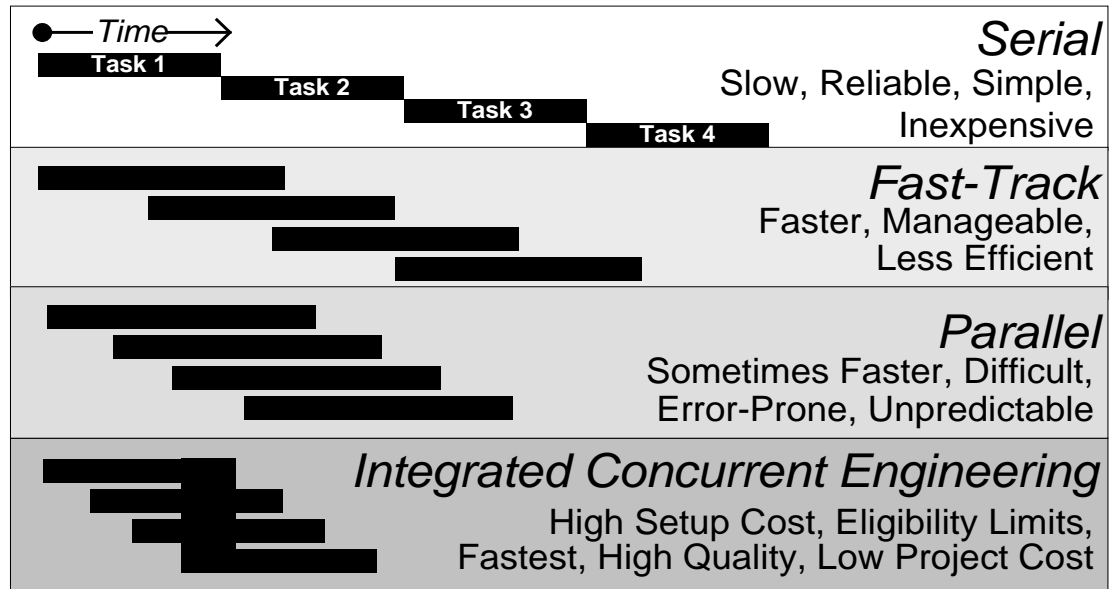 Time
Serial
Task 1
Slow, Reliable, Simple,
Task 2
Task 3
Inexpensive
Task 4
Fast-Track
Faster, Manageable,
Less Efficient
Parallel
Sometimes Faster, Difficult,
Error-Prone, Unpredictable
Integrated Concurrent Engineering
High Setup Cost, Eligibility Limits,
Fastest, High Quality, Low Project Cost